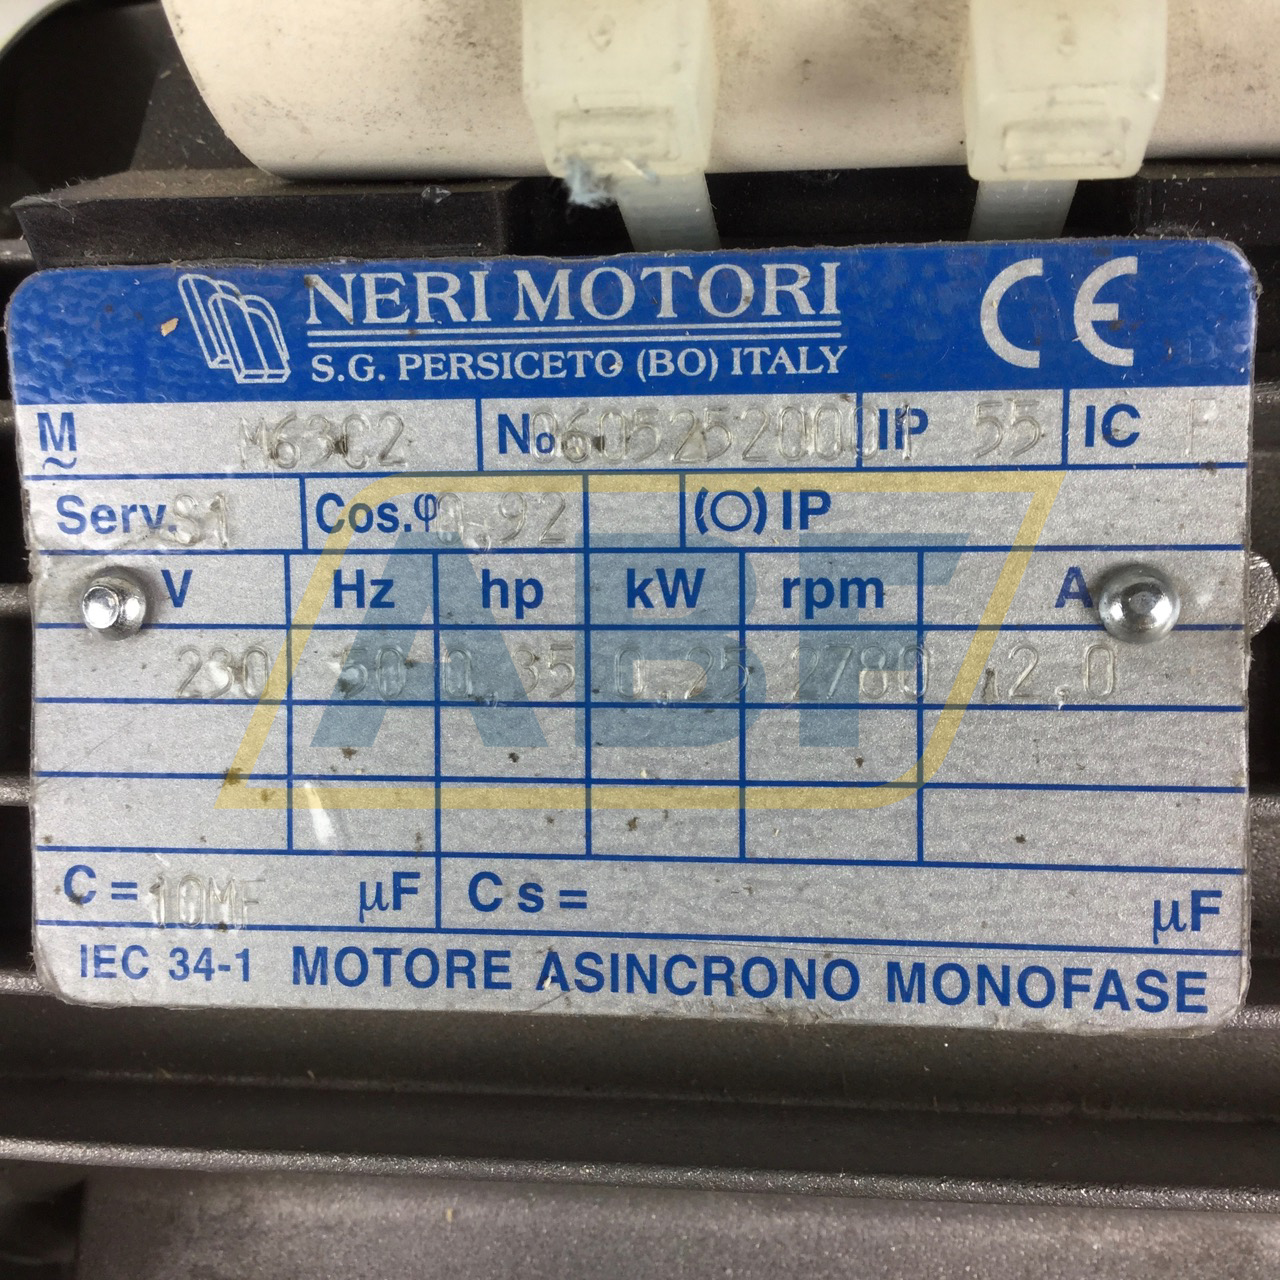 NERI MOTORI
S.G. PERSICETO (BO) ITALY
CE
M~ M63C2 No 06052520001 IP 55 IC F
Serv. S1 Cos.φ 0.92 (O) IP
V Hz hp kW rpm A
230 50 0.35 0.25 2780 2.0
C = 10MF µF Cs = µF
IEC 34-1 MOTORE ASINCRONO MONOFASE
ABF